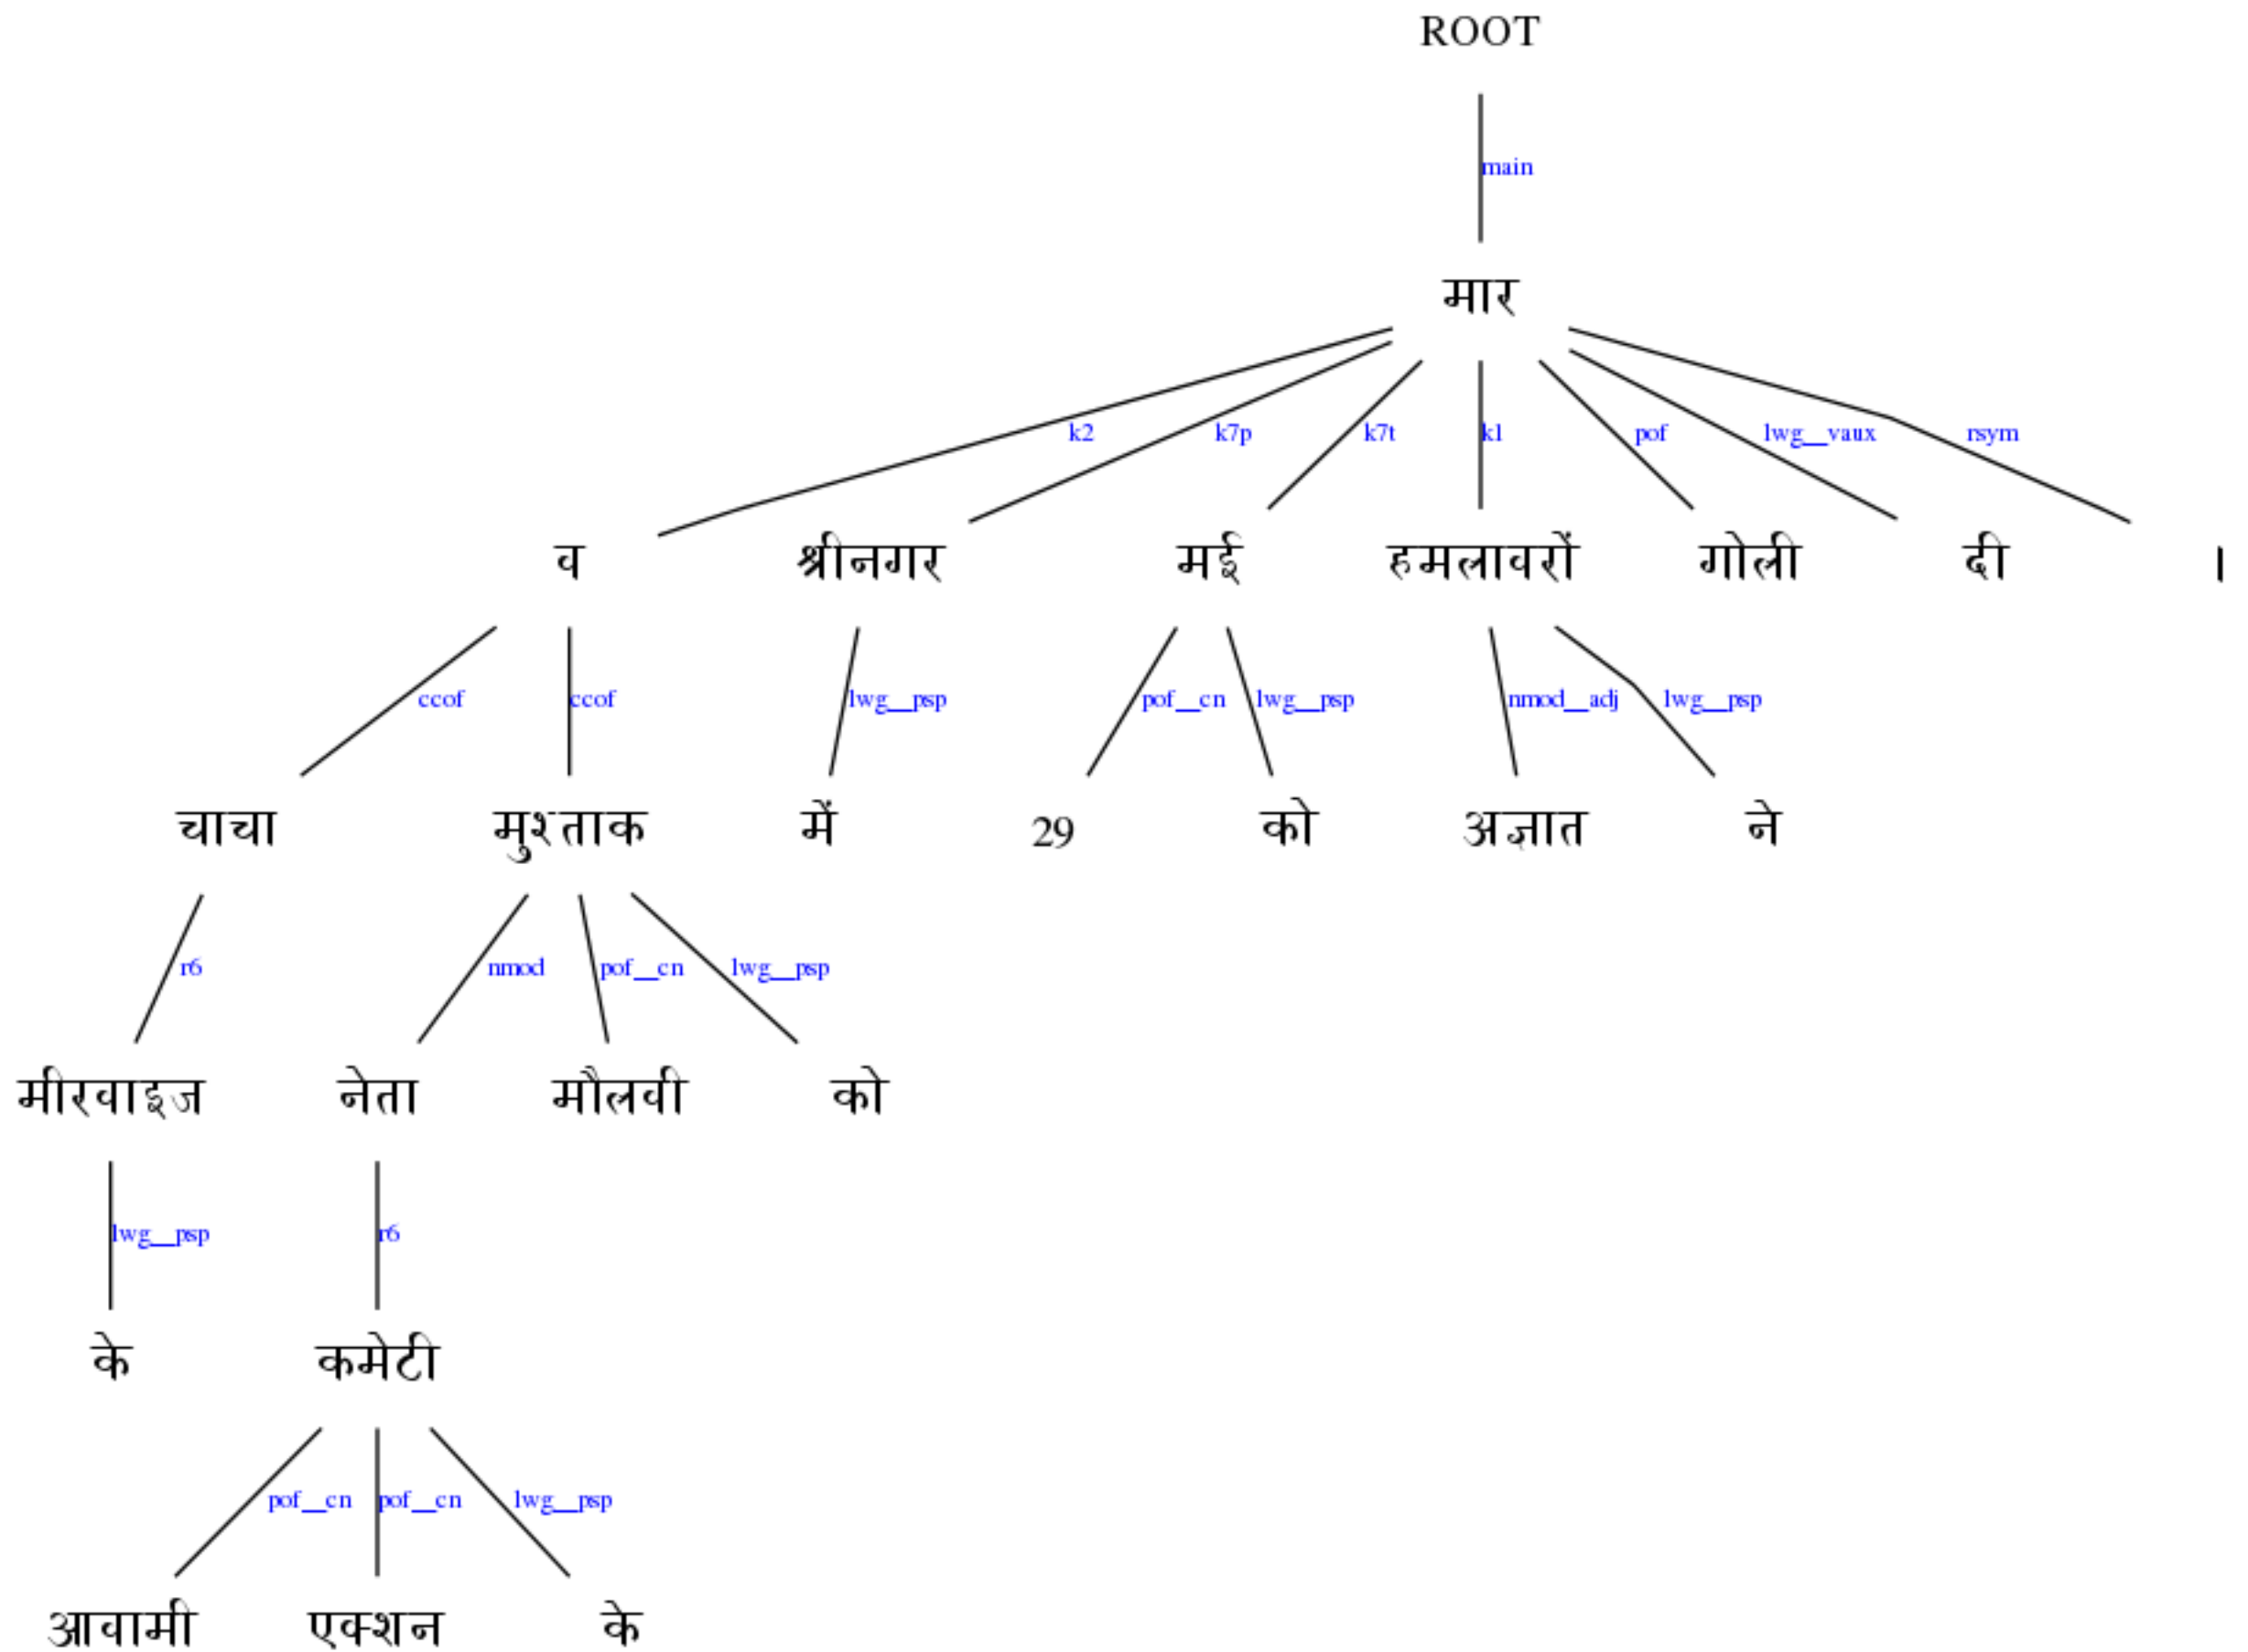 ROOT
main
मार
k2 k7p k7t k1 pof lwg__vaux rsym
व श्रीनगर मई हमलावरों गोली दी ।
ccof ccof lwg__psp pof__cn lwg__psp nmod__adj lwg__psp
चाचा मुश्ताक में 29 को अज्ञात ने
r6 nmod pof__cn lwg__psp
मीरवाइज नेता मौलवी को
lwg__psp r6
के कमेटी
pof__cn pof__cn lwg__psp
आवामी एक्शन के